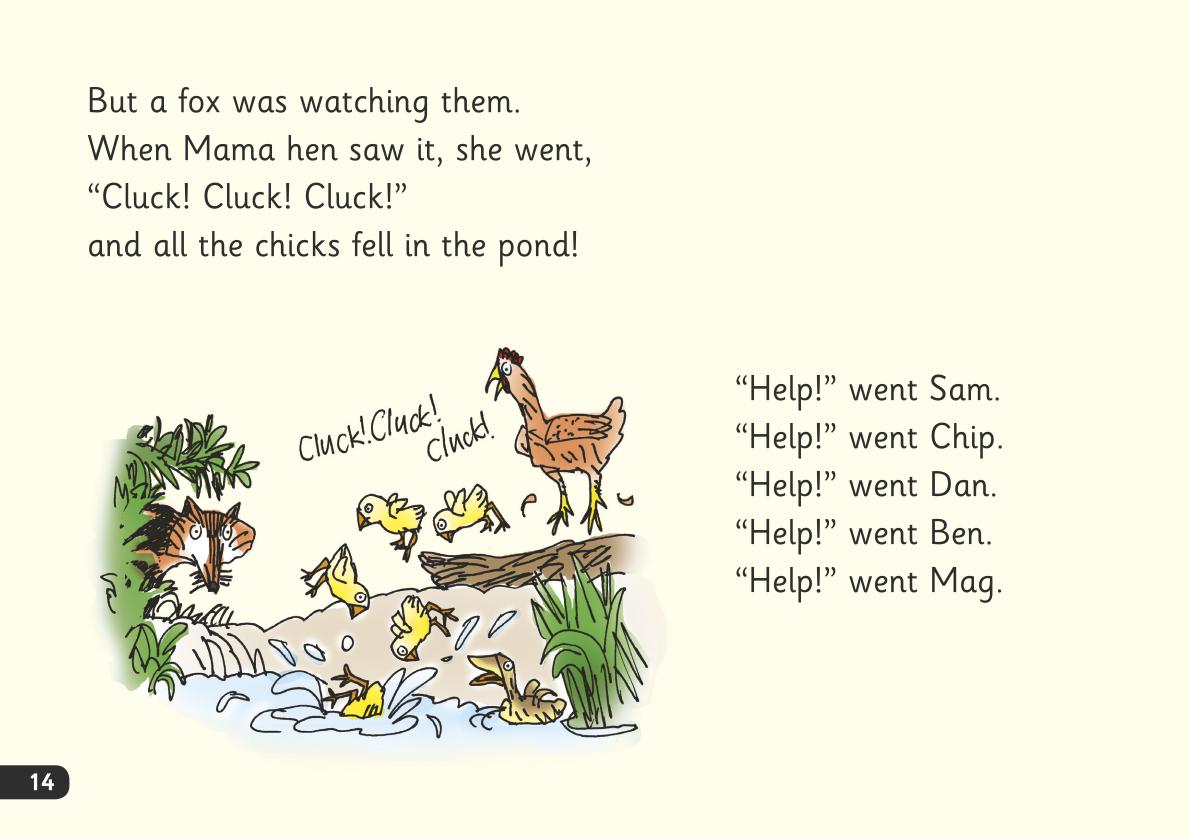 But a fox was watching them.
When Mama hen saw it, she went,
“Cluck! Cluck! Cluck!”
and all the chicks fell in the pond!
Cluck! Cluck!
Cluck!
“Help!” went Sam.
“Help!” went Chip.
“Help!” went Dan.
“Help!” went Ben.
“Help!” went Mag.
14